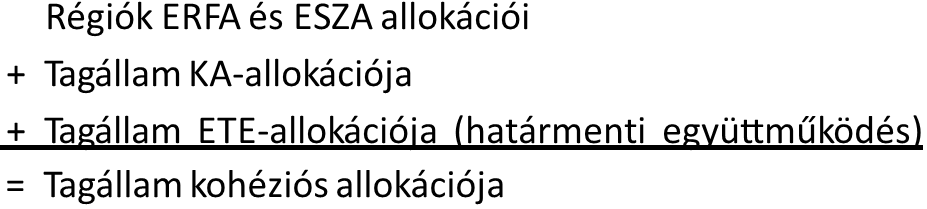 Régiók ERFA és ESZA allokációi
+ Tagállam KA-allokációja
+ Tagállam ETE-allokációja (határmenti együttműködés)
= Tagállam kohéziós allokációja